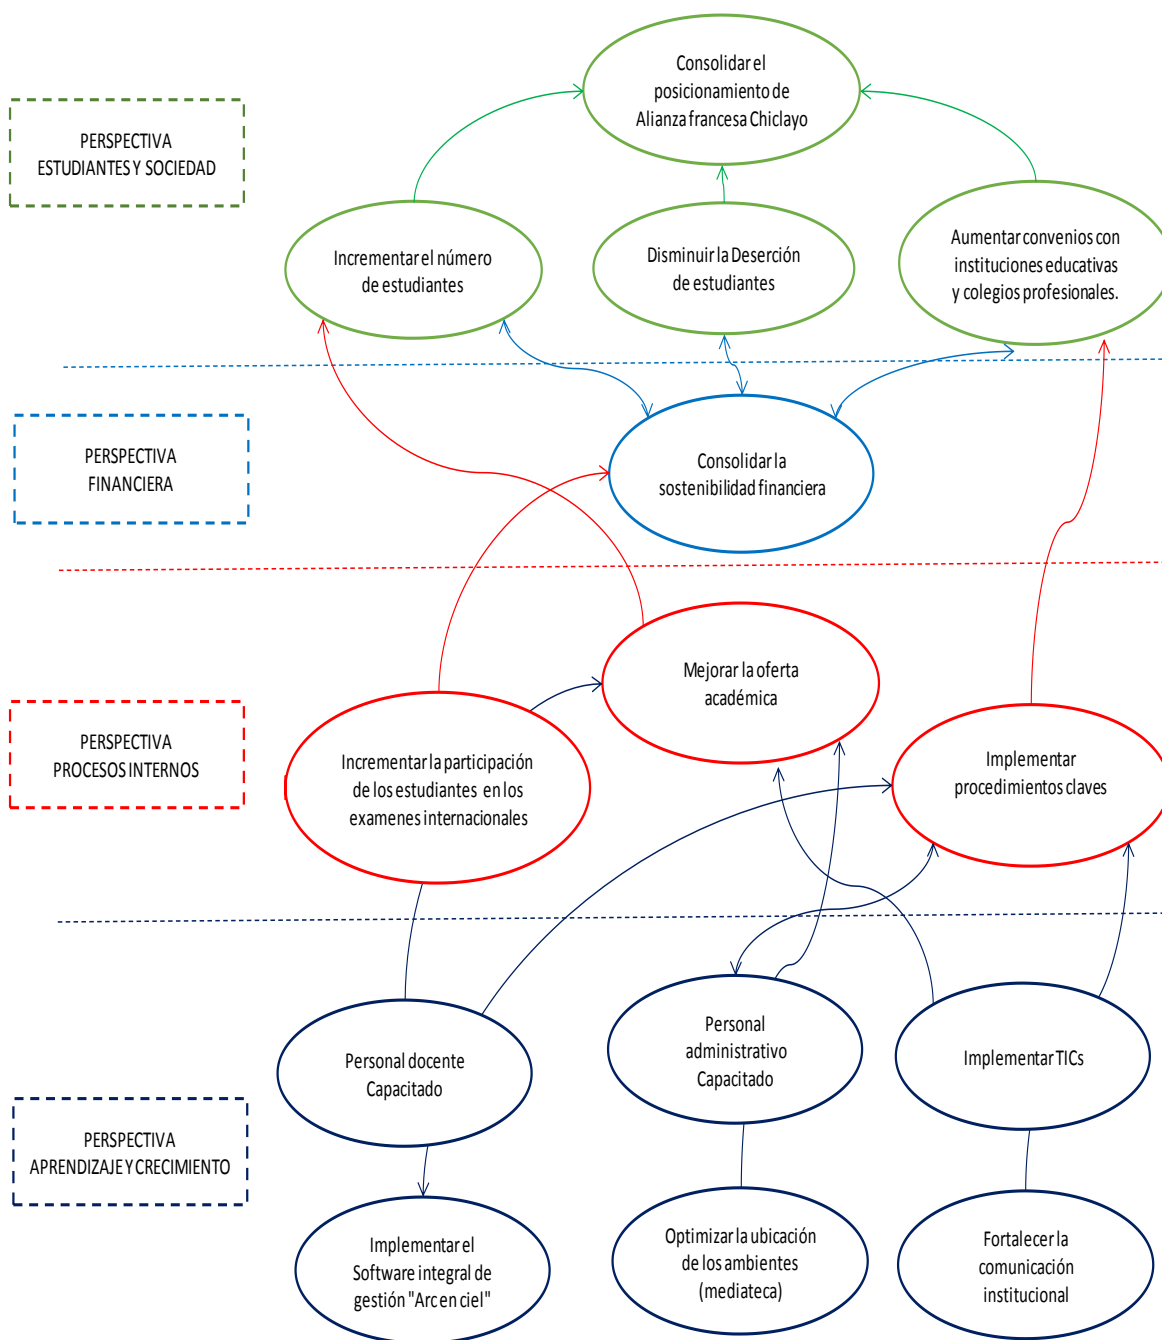 Consolidar el
posicionamiento de
Alianza francesa Chiclayo
PERSPECTIVA
ESTUDIANTES Y SOCIEDAD
Incrementar el número
de estudiantes
Disminuir la Deserción
de estudiantes
Aumentar convenios con
instituciones educativas
y colegios profesionales.
PERSPECTIVA
FINANCIERA
Consolidar la
sostenibilidad financiera
PERSPECTIVA
PROCESOS INTERNOS
Mejorar la oferta
académica
Incrementar la participación
de los estudiantes en los
examenes internacionales
Implementar
procedimientos claves
Personal docente
Capacitado
Personal
administrativo
Capacitado
Implementar TICs
PERSPECTIVA
APRENDIZAJE Y CRECIMIENTO
Implementar el
Software integral de
gestión "Arc en ciel"
Optimizar la ubicación
de los ambientes
(mediateca)
Fortalecer la
comunicación
institucional